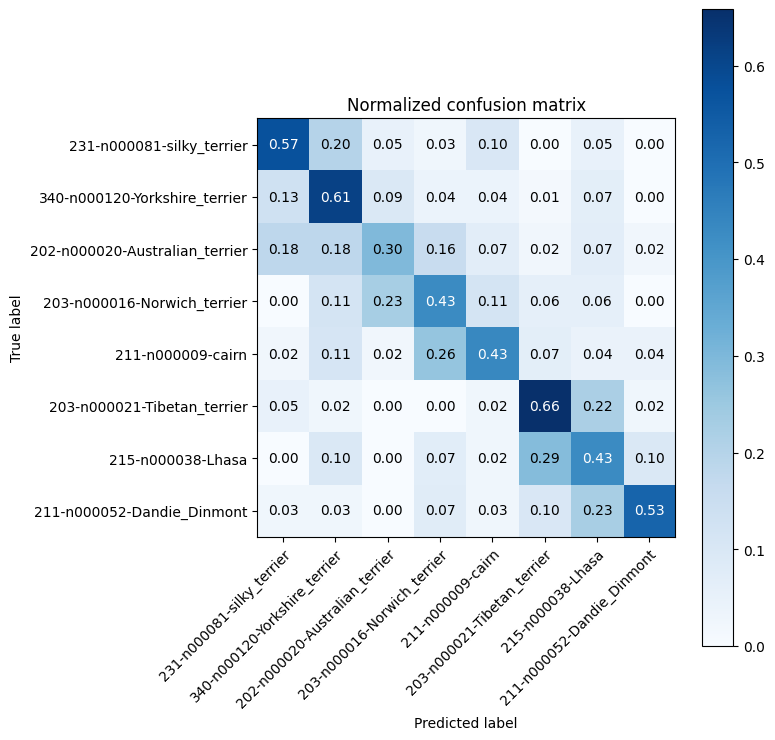 Normalized confusion matrix
True label
231-n000081-silky_terrier 0.57 0.20 0.05 0.03 0.10 0.00 0.05 0.00
340-n000120-Yorkshire_terrier 0.13 0.61 0.09 0.04 0.04 0.01 0.07 0.00
202-n000020-Australian_terrier 0.18 0.18 0.30 0.16 0.07 0.02 0.07 0.02
203-n000016-Norwich_terrier 0.00 0.11 0.23 0.43 0.11 0.06 0.06 0.00
211-n000009-cairn 0.02 0.11 0.02 0.26 0.43 0.07 0.04 0.04
203-n000021-Tibetan_terrier 0.05 0.02 0.00 0.00 0.02 0.66 0.22 0.02
215-n000038-Lhasa 0.00 0.10 0.00 0.07 0.02 0.29 0.43 0.10
211-n000052-Dandie_Dinmont 0.03 0.03 0.00 0.07 0.03 0.10 0.23 0.53
231-n000081-silky_terrier
340-n000120-Yorkshire_terrier
202-n000020-Australian_terrier
203-n000016-Norwich_terrier
211-n000009-cairn
203-n000021-Tibetan_terrier
215-n000038-Lhasa
211-n000052-Dandie_Dinmont
Predicted label
0.6
0.5
0.4
0.3
0.2
0.1
0.0